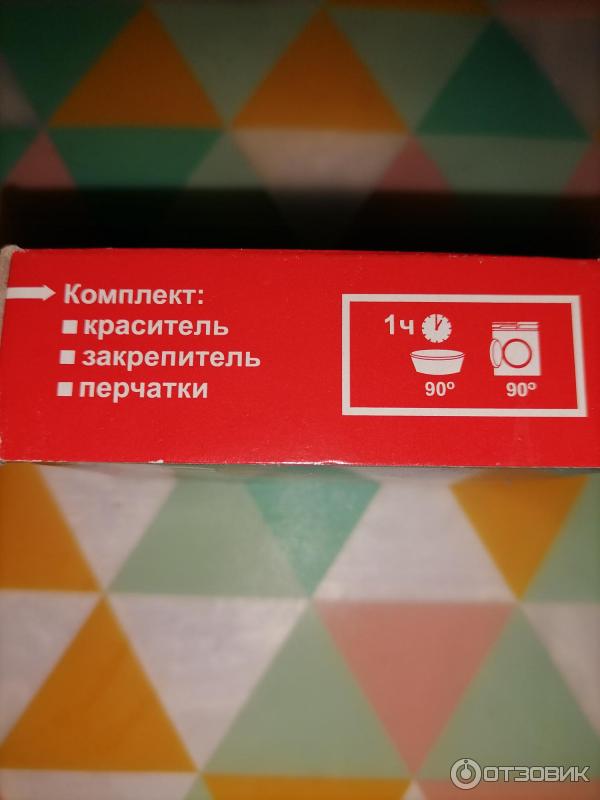 Комплект:
краситель
закрепитель
перчатки
1ч
90° 90°
ОТЗОВИК